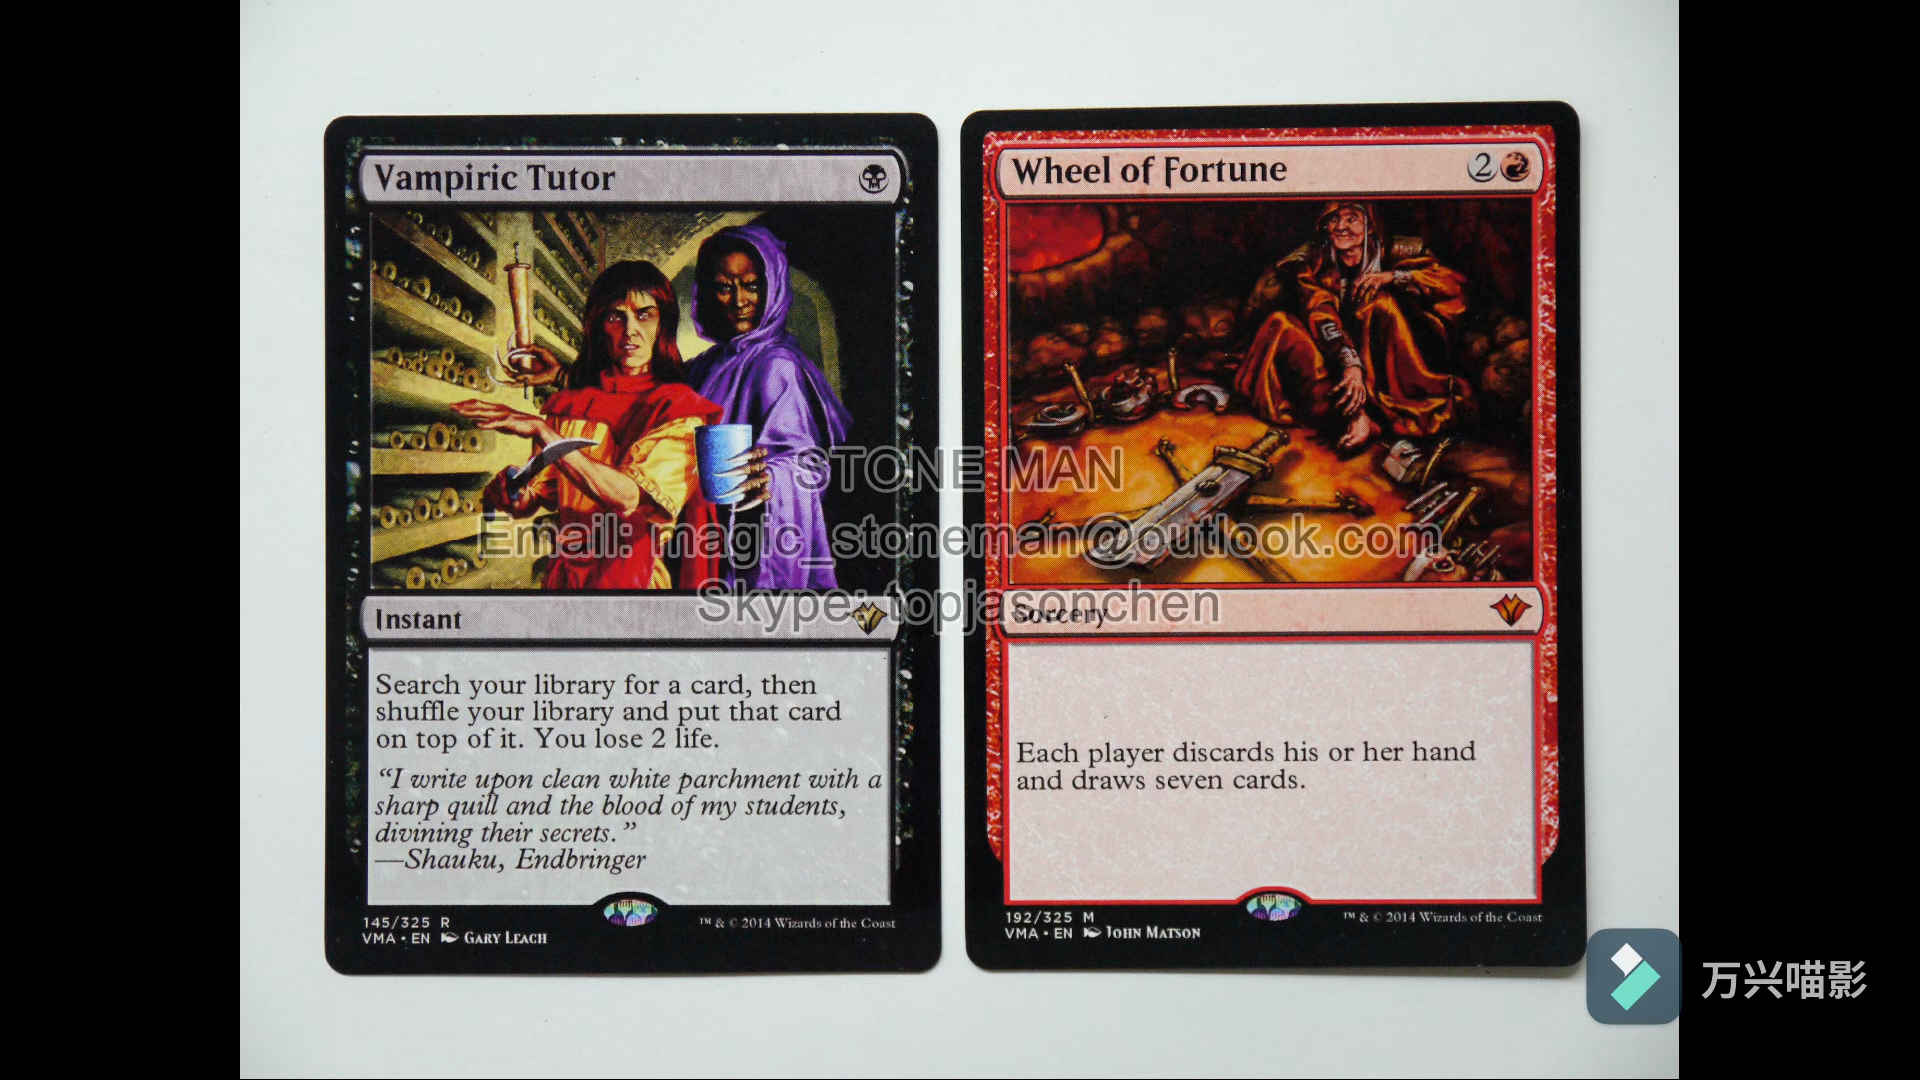 Vampiric Tutor
Instant
Search your library for a card, then
shuffle your library and put that card
on top of it. You lose 2 life.
“I write upon clean white parchment with a
sharp quill and the blood of my students,
divining their secrets.”
—Shauku, Endbringer
145/325 R
VMA • EN GARY LEACH
™ & © 2014 Wizards of the Coast
Wheel of Fortune 2
Sorcery
Each player discards his or her hand
and draws seven cards.
192/325 M
VMA • EN JOHN MATSON
™ & © 2014 Wizards of the Coast
STONE MAN
Email: magic_stoneman@outlook.com
Skype: topjasonchen
万兴喵影